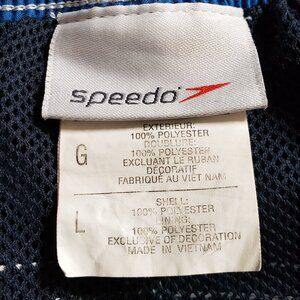 speedo
G
EXTERIEUR:
100% POLYESTER
DOUBLURE:
100% POLYESTER
EXCLUANT LE RUBAN
DÉCORATIF
FABRIQUÉ AU VIET NAM
L
SHELL:
100% POLYESTER
LINING:
100% POLYESTER
EXCLUSIVE OF DECORATION
MADE IN VIETNAM